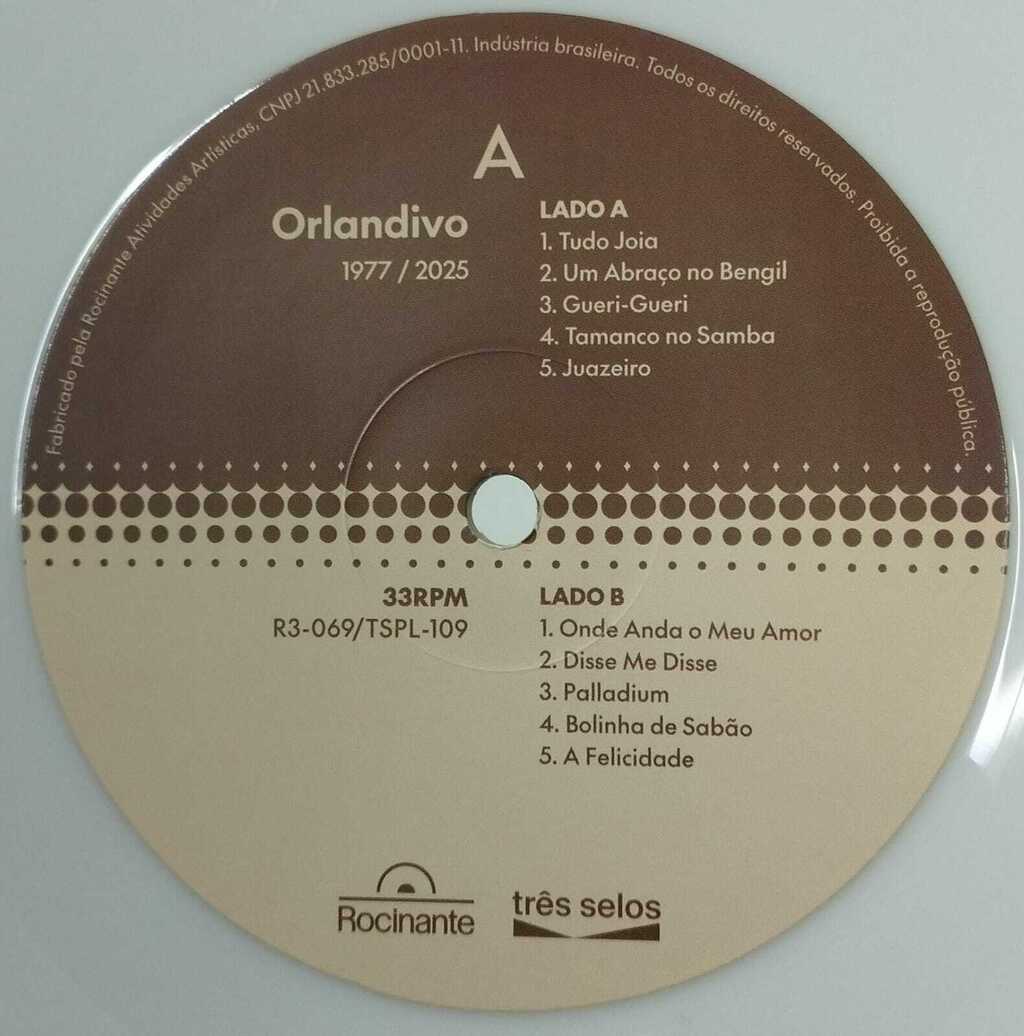 Fabricado pela Rocinante Atividades Artísticas, CNPJ 21.833.285/0001-11. Indústria brasileira. Todos os direitos reservados. Proibida a reprodução pública.
A
Orlandivo
1977 / 2025
LADO A
1. Tudo Joia
2. Um Abraço no Bengil
3. Gueri-Gueri
4. Tamanco no Samba
5. Juazeiro
33RPM
R3-069/TSPL-109
LADO B
1. Onde Anda o Meu Amor
2. Disse Me Disse
3. Palladium
4. Bolinha de Sabão
5. A Felicidade
Rocinante
três selos